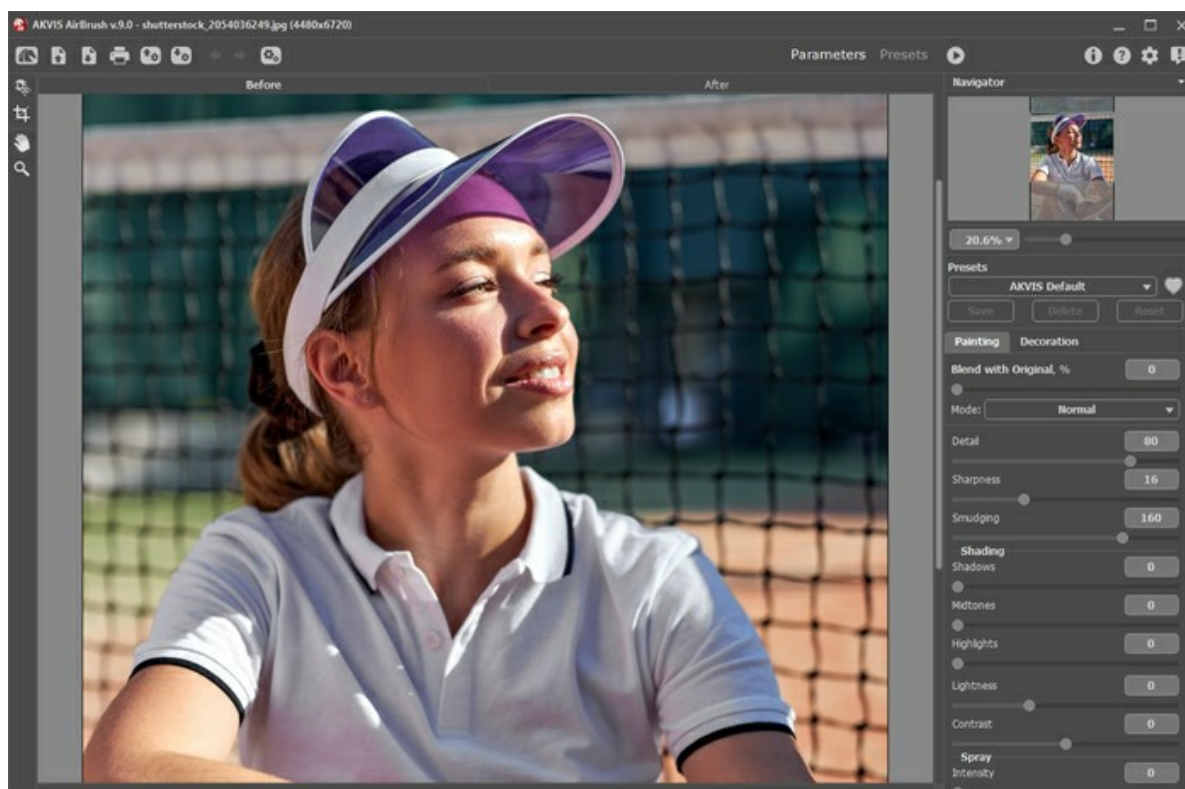 AKVIS AirBrush v.9.0 - shutterstock_2054036249.jpg (4480x6720)
Parameters Presets
Before After
Navigator
20.6%
Presets
AKVIS Default
Save Delete Reset
Painting Decoration
Blend with Original, % 0
Mode: Normal
Detail 80
Sharpness 16
Smudging 160
Shading
Shadows 0
Midtones 0
Highlights 0
Lightness 0
Contrast 0
Spray
Intensity 0